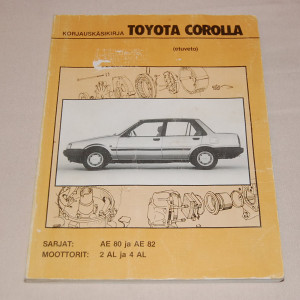 KORJAUSKÄSIKIRJA TOYOTA COROLLA
(etuveto)
SARJAT: AE 80 ja AE 82
MOOTTORIT: 2 AL ja 4 AL